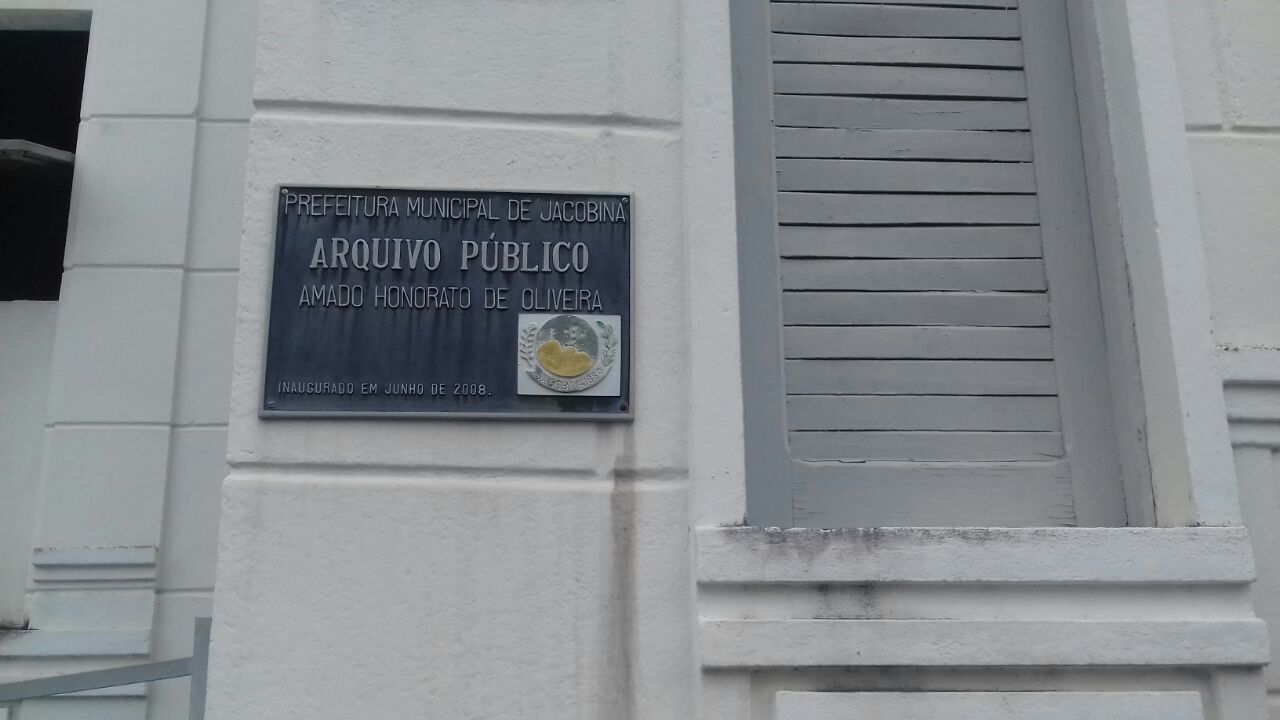 PREFEITURA MUNICIPAL DE JACOBINA
ARQUIVO PÚBLICO
AMADO HONORATO DE OLIVEIRA
INAUGURADO EM JUNHO DE 2008.